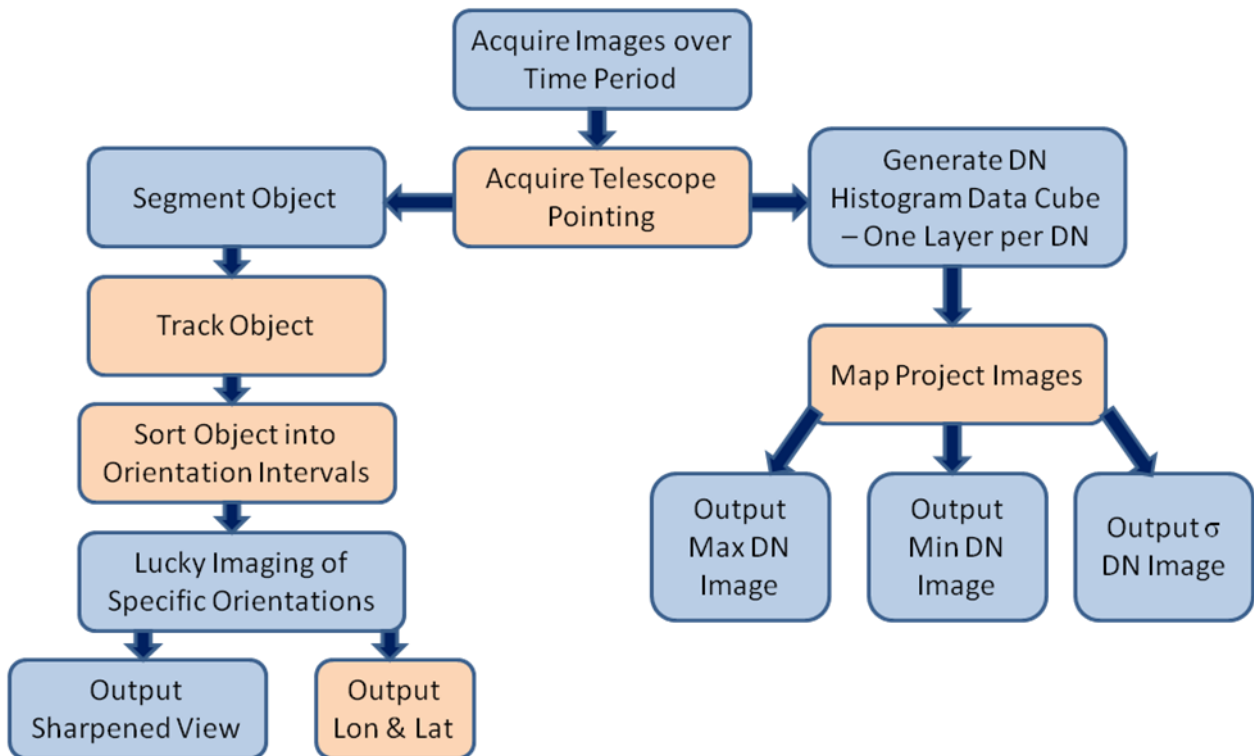 Acquire Images over
Time Period
Acquire Telescope
Pointing
Segment Object
Generate DN
Histogram Data Cube
– One Layer per DN
Track Object
Map Project Images
Sort Object into
Orientation Intervals
Lucky Imaging of
Specific Orientations
Output
Max DN
Image
Output
Min DN
Image
Output σ
DN Image
Output
Sharpened View
Output
Lon & Lat